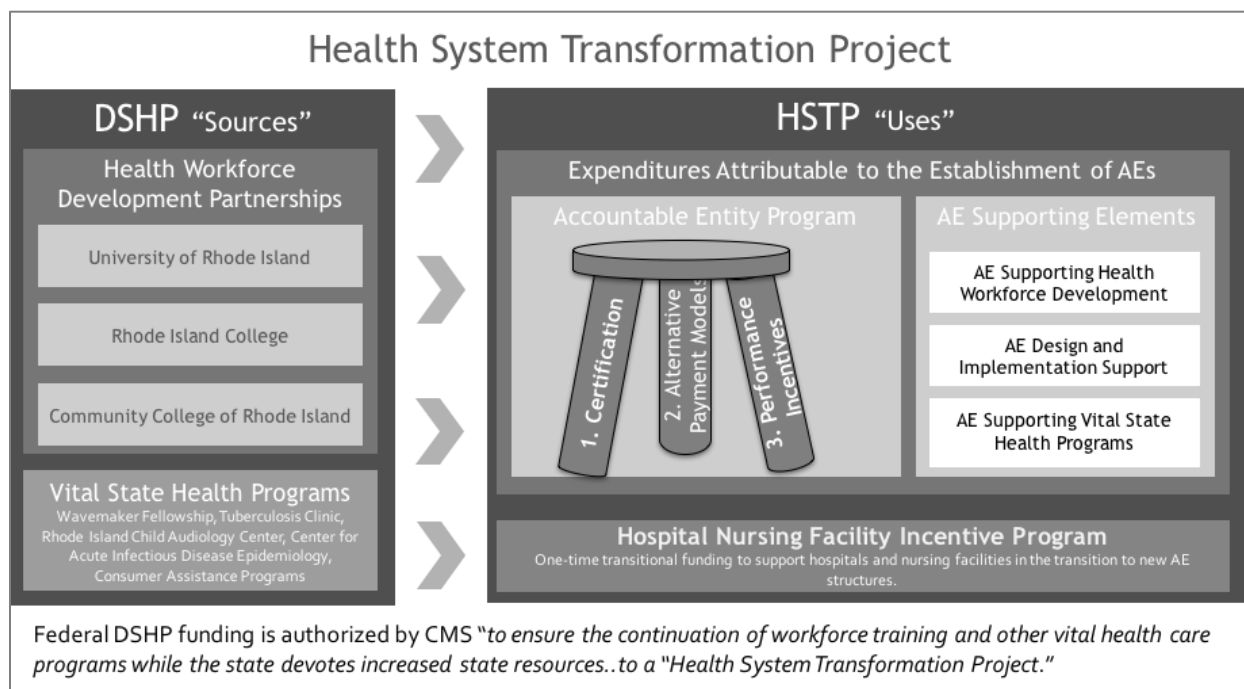 Health System Transformation Project
DSHP "Sources"
Health Workforce
Development Partnerships
University of Rhode Island
Rhode Island College
Community College of Rhode Island
Vital State Health Programs
Wavemaker Fellowship, Tuberculosis Clinic,
Rhode Island Child Audiology Center, Center for
Acute Infectious Disease Epidemiology,
Consumer Assistance Programs
HSTP "Uses"
Expenditures Attributable to the Establishment of AEs
Accountable Entity Program
1. Certification
2. Alternative
Payment Models
3. Performance
Incentives
AE Supporting Elements
AE Supporting Health
Workforce Development
AE Design and
Implementation Support
AE Supporting Vital State
Health Programs
Hospital Nursing Facility Incentive Program
One-time transitional funding to support hospitals and nursing facilities in the transition to new AE
structures.
Federal DSHP funding is authorized by CMS "to ensure the continuation of workforce training and other vital health care
programs while the state devotes increased state resources..to a "Health System Transformation Project."